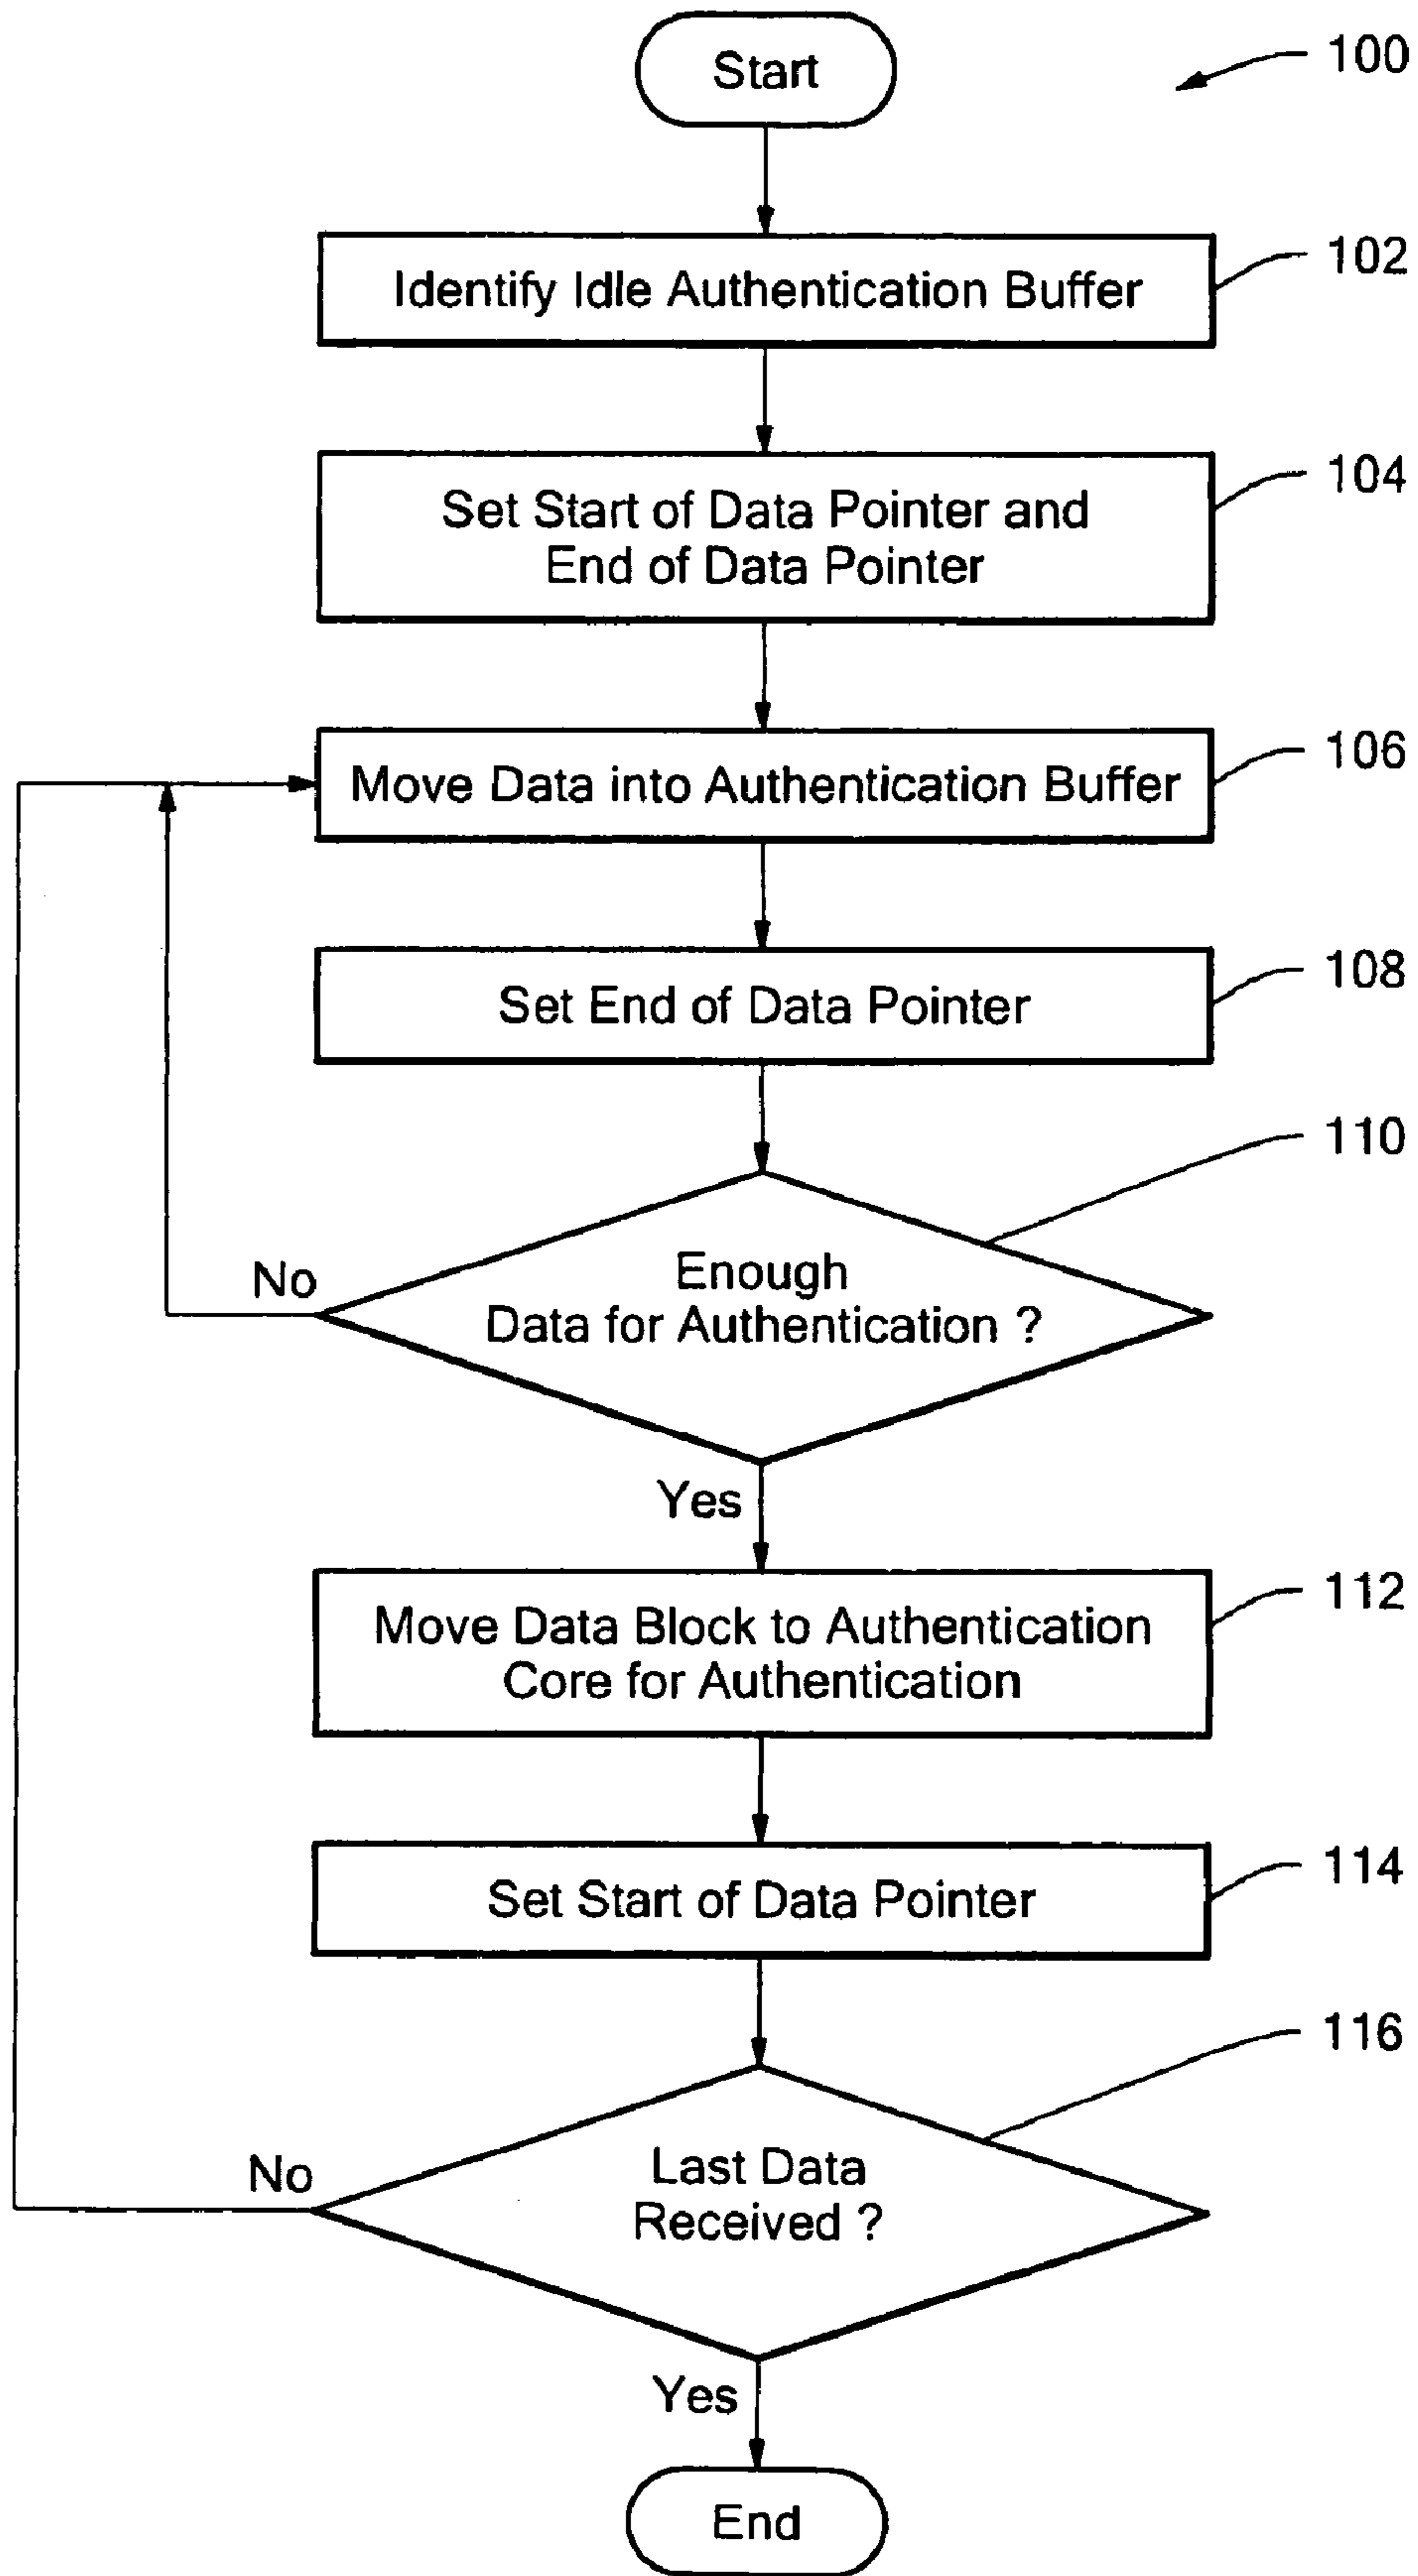 Start
100
Identify Idle Authentication Buffer
102
Set Start of Data Pointer and
End of Data Pointer
104
Move Data into Authentication Buffer
106
Set End of Data Pointer
108
110
Enough
Data for Authentication ?
No
Yes
Move Data Block to Authentication
Core for Authentication
112
Set Start of Data Pointer
114
116
Last Data
Received ?
No
Yes
End